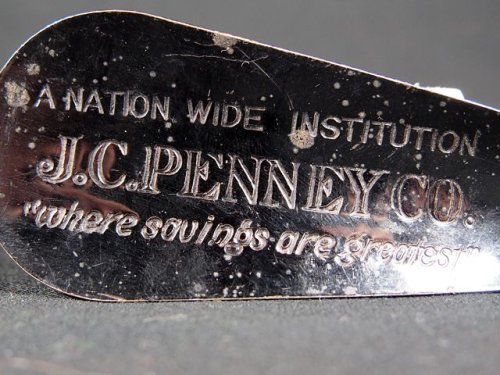 A NATION WIDE INSTITUTION
J.C. PENNEY CO.
"where savings are greatest"